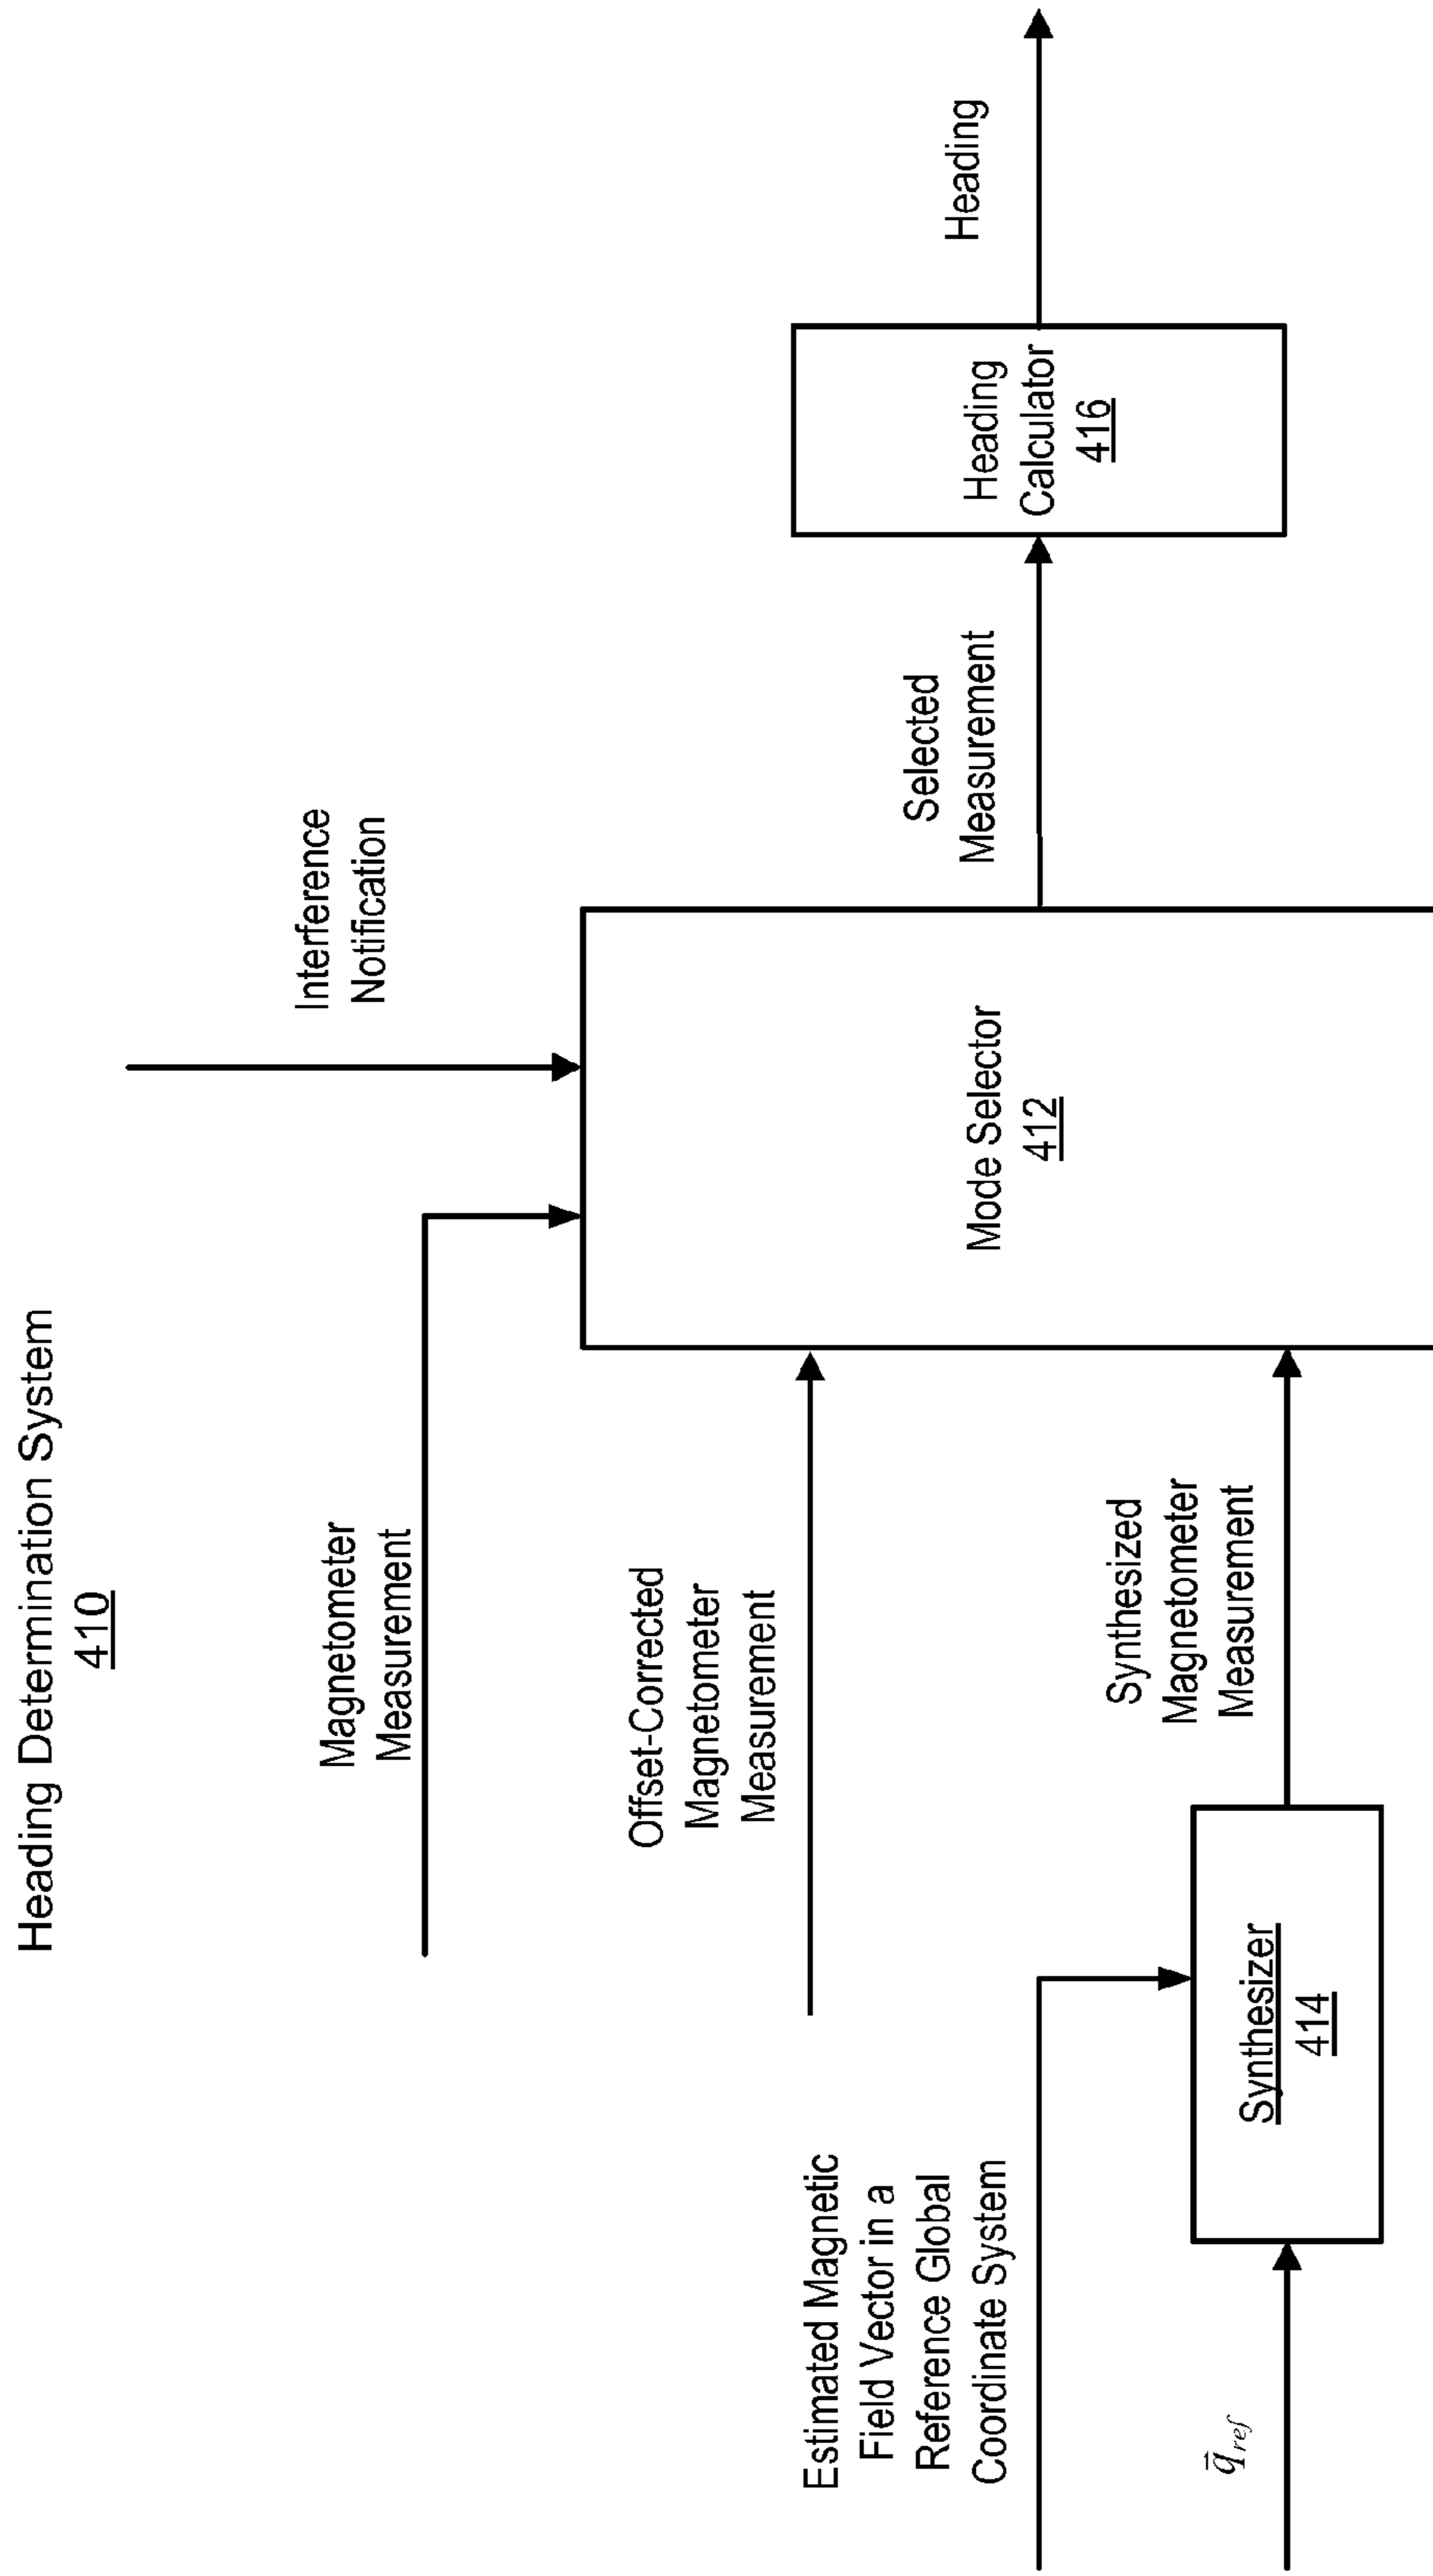 Heading Determination System
410
Interference
Notification
Magnetometer
Measurement
Offset-Corrected
Magnetometer
Measurement
Estimated Magnetic
Field Vector in a
Reference Global
Coordinate System
q⃗ ref
Synthesizer
414
Synthesized
Magnetometer
Measurement
Mode Selector
412
Selected
Measurement
Heading
Calculator
416
Heading